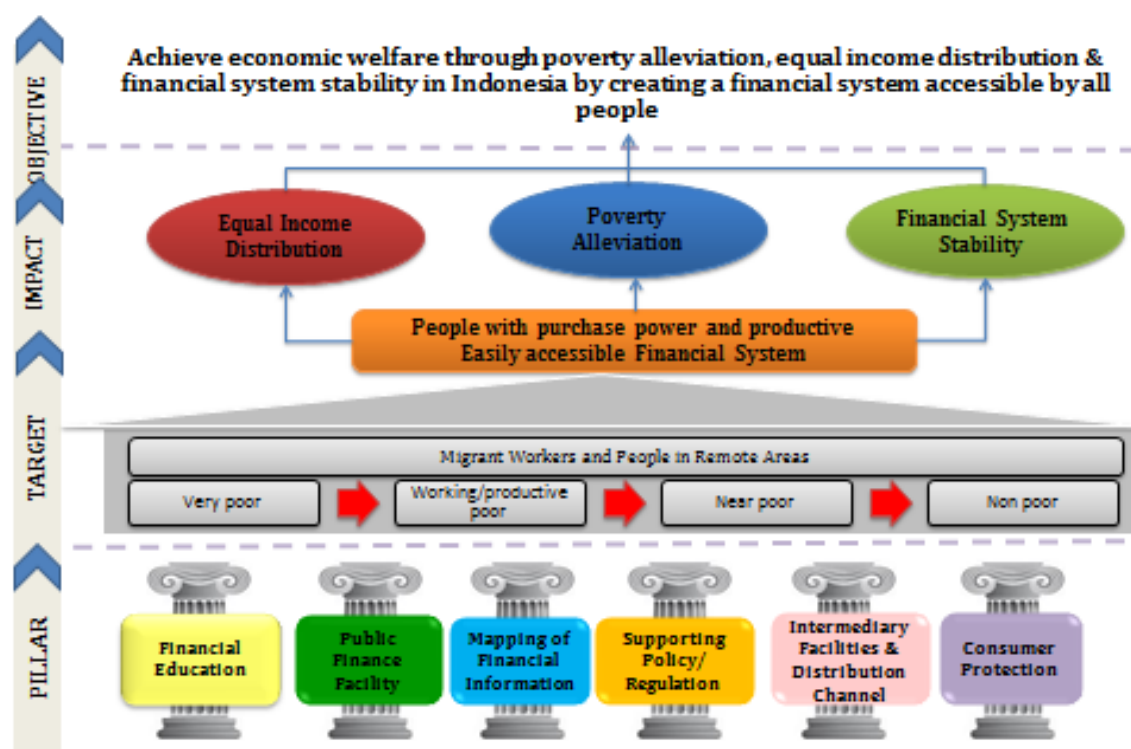 Achieve economic welfare through poverty alleviation, equal income distribution &
financial system stability in Indonesia by creating a financial system accessible by all
people
OBJECTIVE
Equal Income
Distribution
Poverty
Alleviation
Financial System
Stability
IMPACT
People with purchase power and productive
Easily accessible Financial System
TARGET
Migrant Workers and People in Remote Areas
Very poor
Working/productive
poor
Near poor
Non poor
PILLAR
Financial
Education
Public
Finance
Facility
Mapping of
Financial
Information
Supporting
Policy/
Regulation
Intermediary
Facilities &
Distribution
Channel
Consumer
Protection